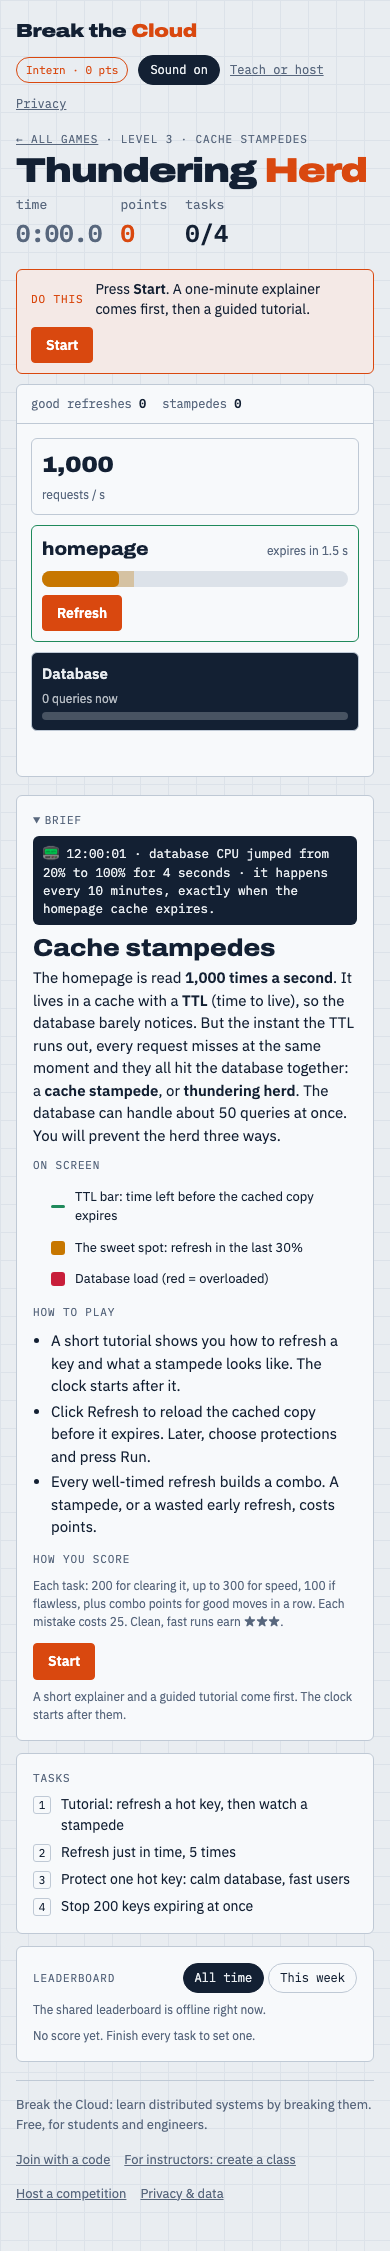 Break the Cloud
Intern · 0 pts
Sound on
Teach or host
Privacy
← ALL GAMES · LEVEL 3 · CACHE STAMPEDES
Thundering Herd
time points tasks
0:00.0 0 0/4
DO THIS
Press Start. A one-minute explainer
comes first, then a guided tutorial.
Start
good refreshes 0 stampedes 0
1,000
requests / s
homepage
expires in 1.5 s
Refresh
Database
0 queries now
▼ BRIEF
12:00:01 · database CPU jumped from
20% to 100% for 4 seconds · it happens
every 10 minutes, exactly when the
homepage cache expires.
Cache stampedes
The homepage is read 1,000 times a second. It
lives in a cache with a TTL (time to live), so the
database barely notices. But the instant the TTL
runs out, every request misses at the same
moment and they all hit the database together:
a cache stampede, or thundering herd. The
database can handle about 50 queries at once.
You will prevent the herd three ways.
ON SCREEN
TTL bar: time left before the cached copy
expires
The sweet spot: refresh in the last 30%
Database load (red = overloaded)
HOW TO PLAY
• A short tutorial shows you how to refresh a
key and what a stampede looks like. The
clock starts after it.
• Click Refresh to reload the cached copy
before it expires. Later, choose protections
and press Run.
• Every well-timed refresh builds a combo. A
stampede, or a wasted early refresh, costs
points.
HOW YOU SCORE
Each task: 200 for clearing it, up to 300 for speed, 100 if
flawless, plus combo points for good moves in a row. Each
mistake costs 25. Clean, fast runs earn ★★★.
Start
A short explainer and a guided tutorial come first. The clock
starts after them.
TASKS
1 Tutorial: refresh a hot key, then watch a
stampede
2 Refresh just in time, 5 times
3 Protect one hot key: calm database, fast users
4 Stop 200 keys expiring at once
LEADERBOARD
All time
This week
The shared leaderboard is offline right now.
No score yet. Finish every task to set one.
Break the Cloud: learn distributed systems by breaking them.
Free, for students and engineers.
Join with a code For instructors: create a class
Host a competition Privacy & data